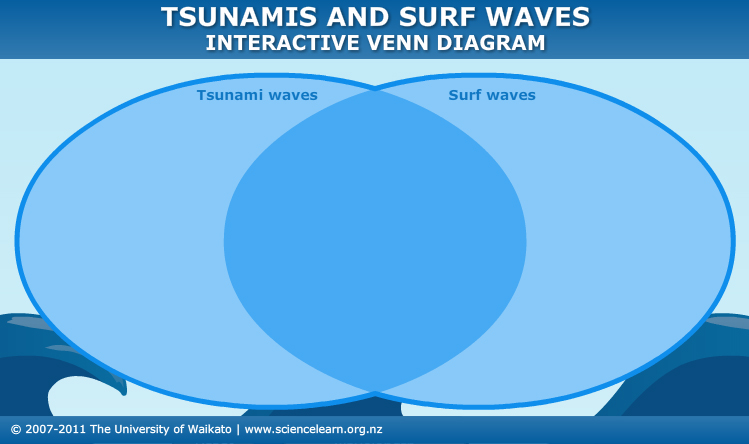 TSUNAMIS AND SURF WAVES
INTERACTIVE VENN DIAGRAM
Tsunami waves
Surf waves
© 2007-2011 The University of Waikato | www.sciencelearn.org.nz